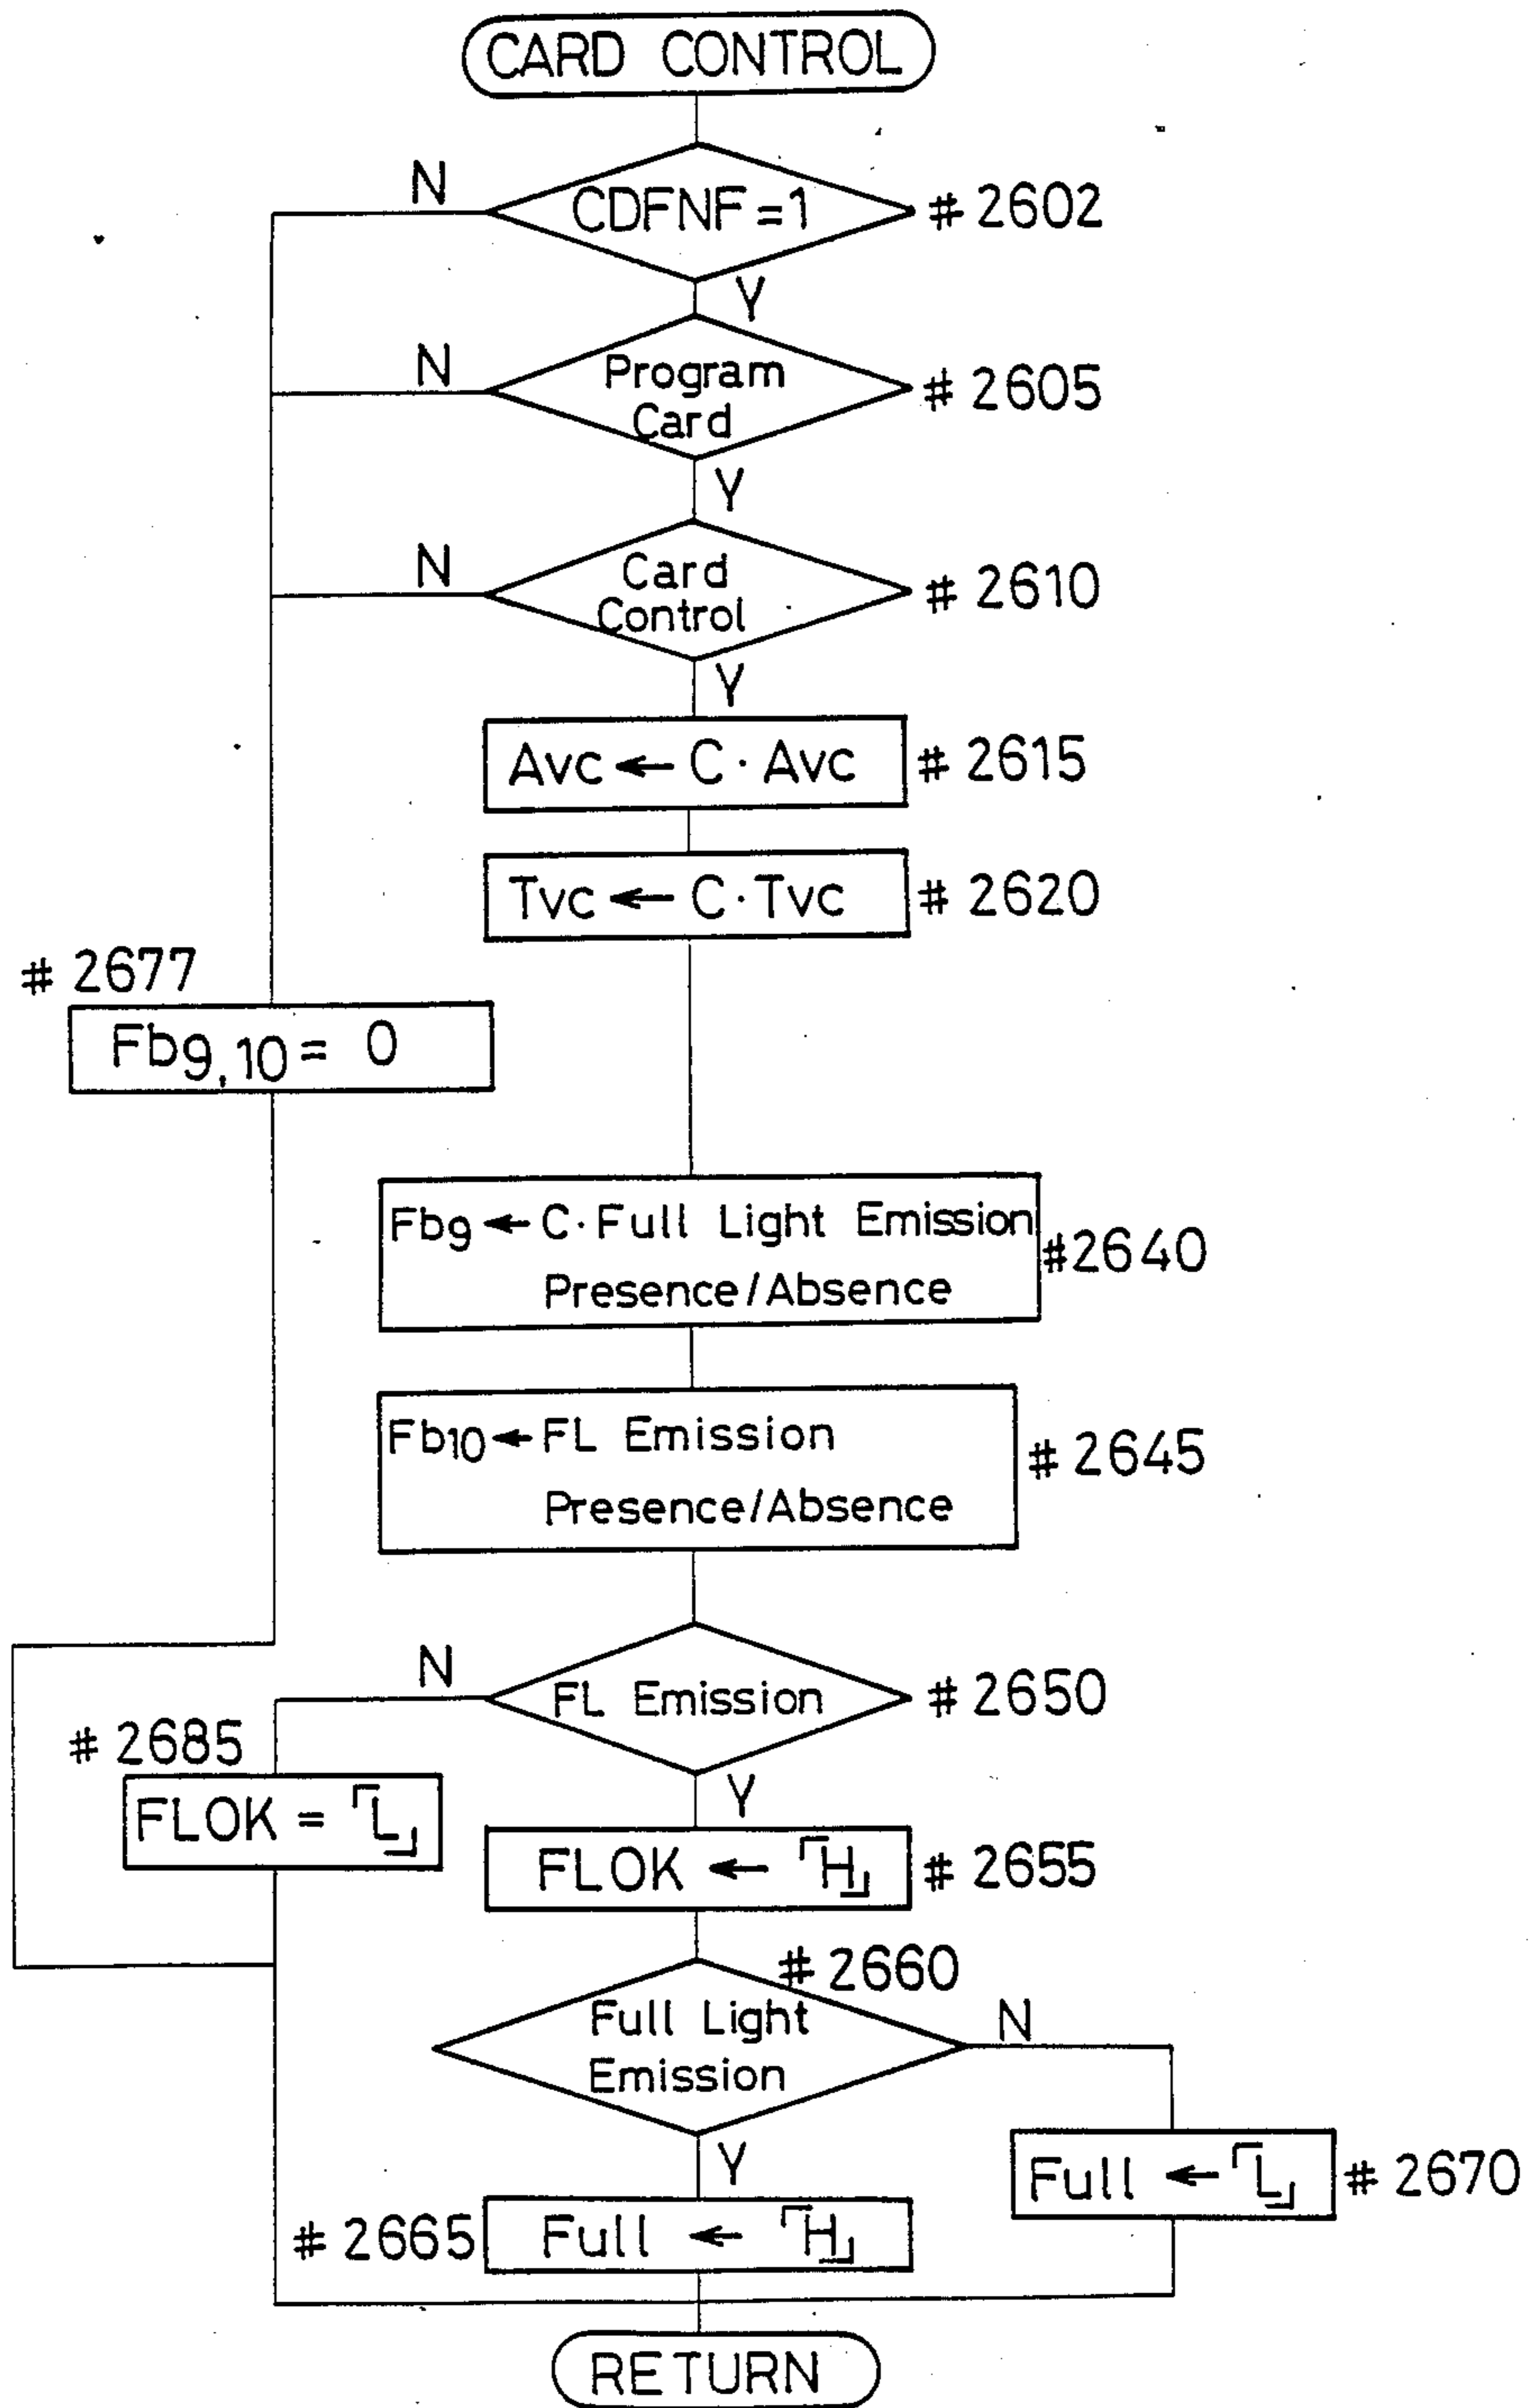 CARD CONTROL
N
CDFNF=1
# 2602
Y
N
Program
Card
# 2605
Y
N
Card
Control
# 2610
Y
Avc ← C·Avc
# 2615
Tvc ← C·Tvc
# 2620
# 2677
Fb9,10 = 0
Fb9 ← C·Full Light Emission
Presence/Absence
#2640
Fb10 ← FL Emission
Presence/Absence
# 2645
N
FL Emission
# 2650
# 2685
FLOK = 「L」
Y
FLOK ← 「H」
# 2655
# 2660
Full Light
Emission
N
Y
Full ← 「L」
# 2670
# 2665
Full ← 「H」
RETURN